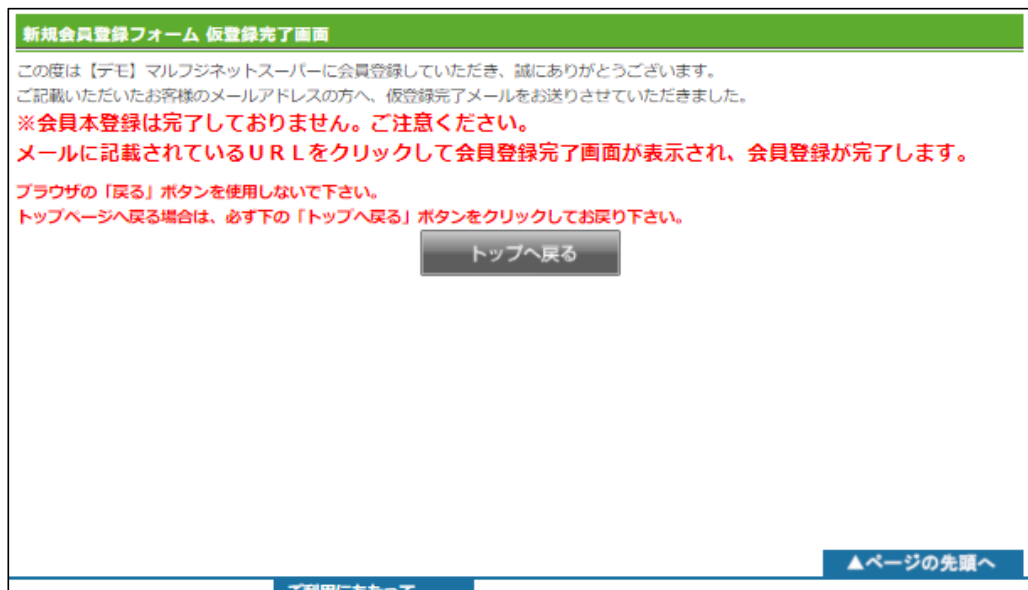 新規会員登録フォーム 仮登録完了画面
この度は【デモ】マルフジネットスーパーに会員登録していただき、誠にありがとうございます。
ご記載いただいたお客様のメールアドレスの方へ、仮登録完了メールをお送りさせていただきました。
※会員本登録は完了しておりません。ご注意ください。
メールに記載されているＵＲＬをクリックして会員登録完了画面が表示され、会員登録が完了します。
ブラウザの「戻る」ボタンを使用しないで下さい。
トップページへ戻る場合は、必ず下の「トップへ戻る」ボタンをクリックしてお戻り下さい。
トップへ戻る
▲ページの先頭へ
ご利用にあたって